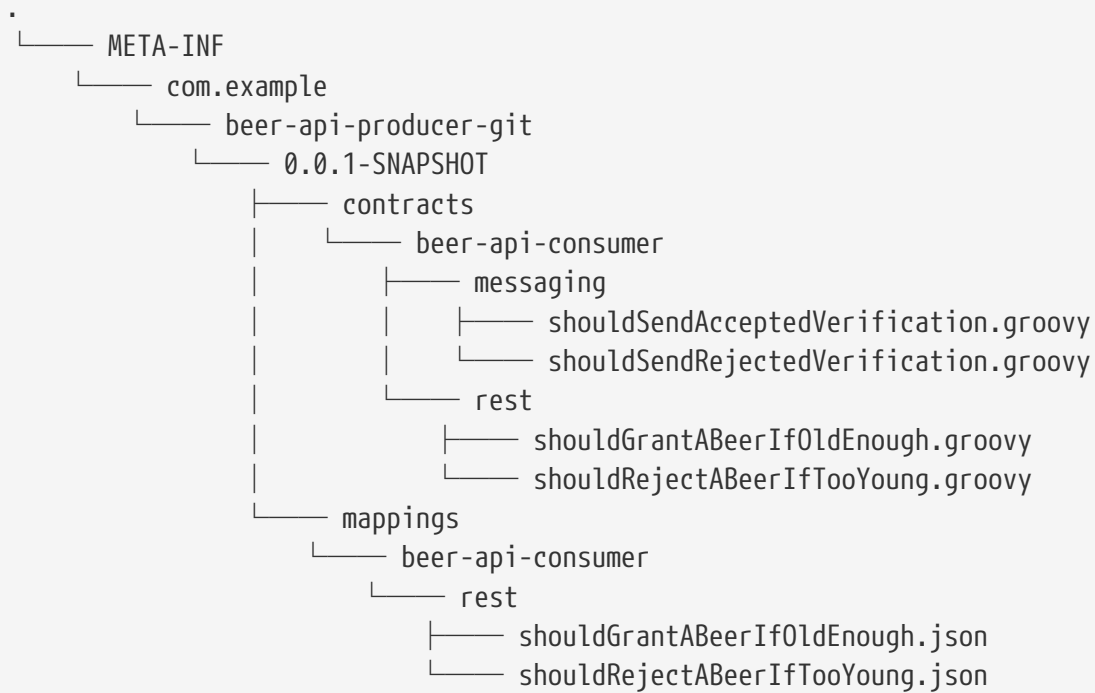 .
└── META-INF
    └── com.example
        └── beer-api-producer-git
            └── 0.0.1-SNAPSHOT
                ├── contracts
                │   └── beer-api-consumer
                │       ├── messaging
                │       │   ├── shouldSendAcceptedVerification.groovy
                │       │   └── shouldSendRejectedVerification.groovy
                │       └── rest
                │           ├── shouldGrantABeerIfOldEnough.groovy
                │           └── shouldRejectABeerIfTooYoung.groovy
                └── mappings
                    └── beer-api-consumer
                        └── rest
                            ├── shouldGrantABeerIfOldEnough.json
                            └── shouldRejectABeerIfTooYoung.json